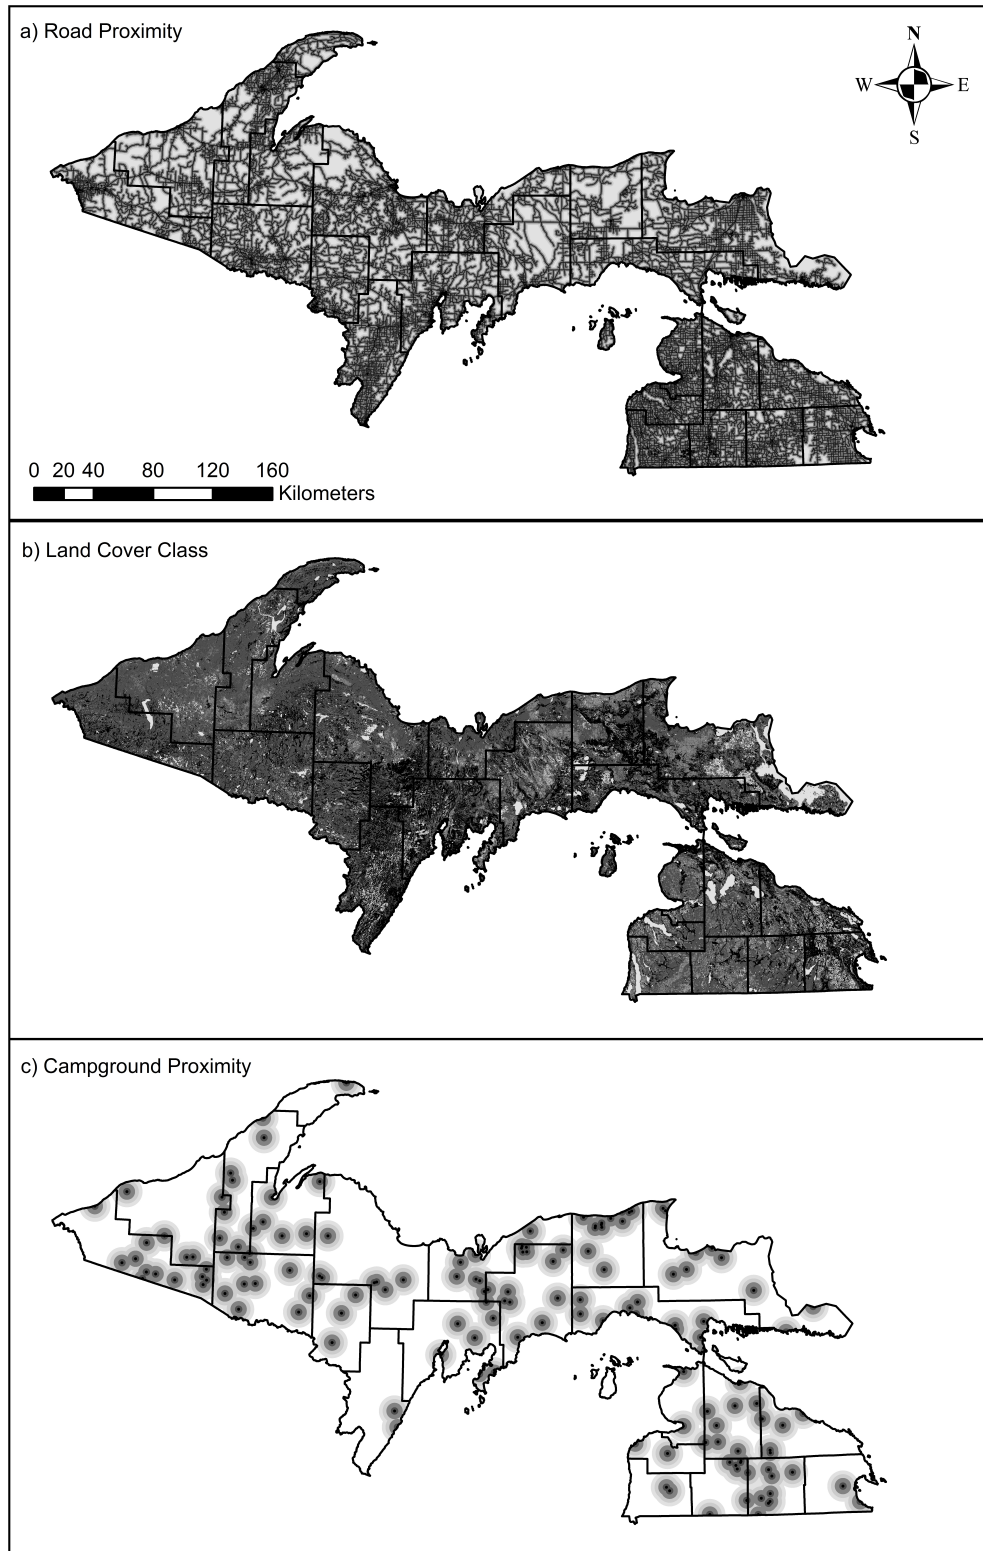 a) Road Proximity
N
W E
S
0 20 40 80 120 160
Kilometers
b) Land Cover Class
c) Campground Proximity